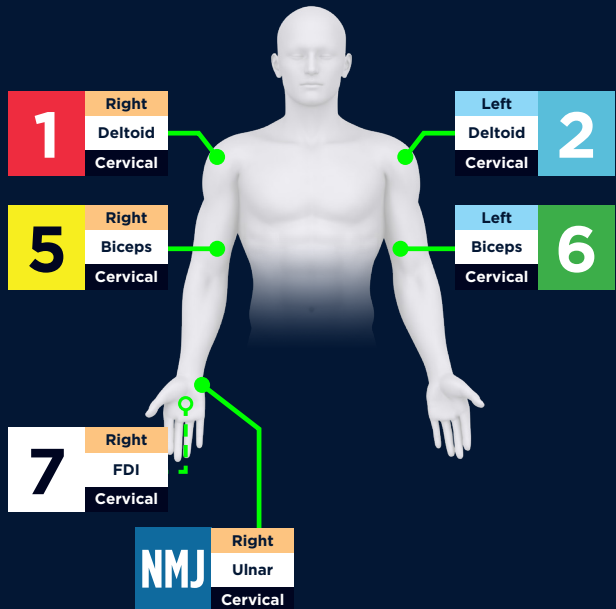 1
Right
Deltoid
Cervical
Left
Deltoid
Cervical
2
5
Right
Biceps
Cervical
Left
Biceps
Cervical
6
7
Right
FDI
Cervical
NMJ
Right
Ulnar
Cervical